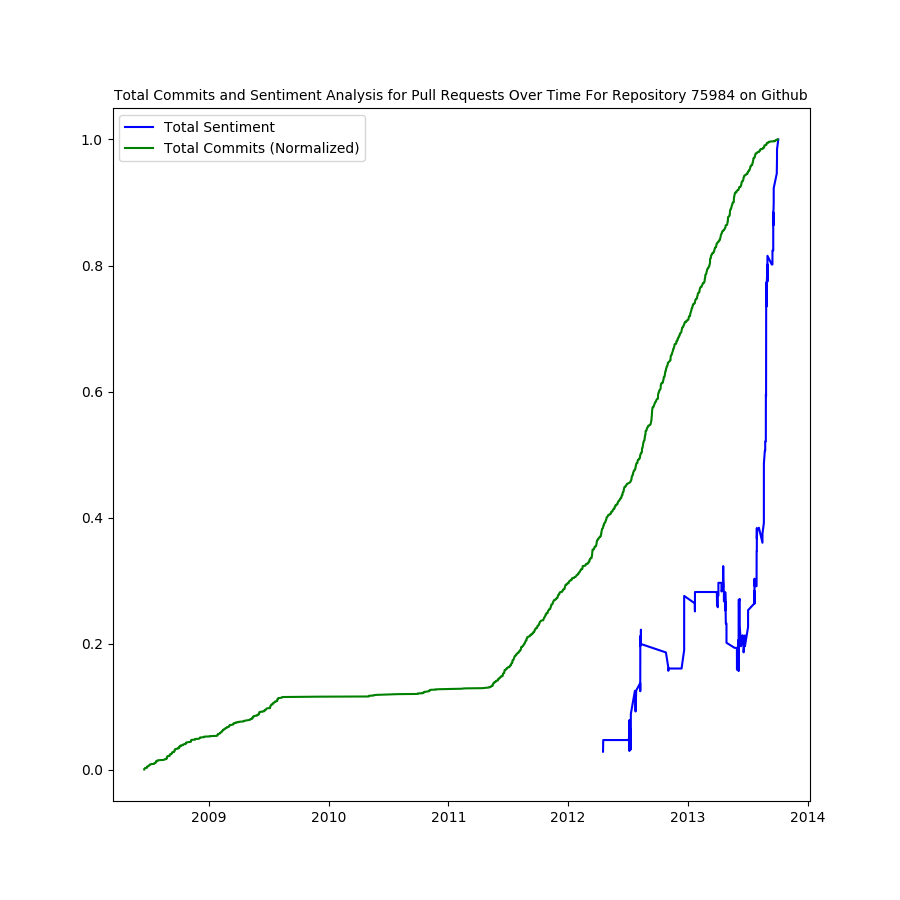 Total Commits and Sentiment Analysis for Pull Requests Over Time For Repository 75984 on Github
Total Sentiment
Total Commits (Normalized)
1.0
0.8
0.6
0.4
0.2
0.0
2009 2010 2011 2012 2013 2014